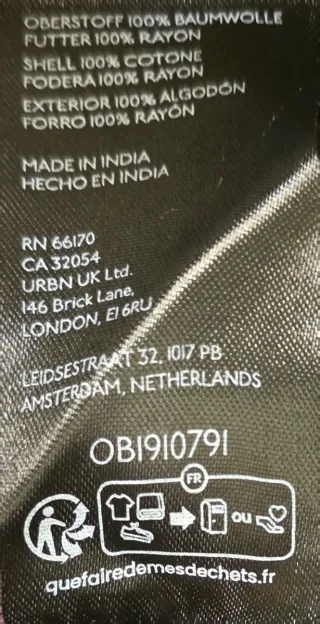 OBERSTOFF 100% BAUMWOLLE
FUTTER 100% RAYON
SHELL 100% COTONE
FODERA 100% RAYON
EXTERIOR 100% ALGODÓN
FORRO 100% RAYÓN
MADE IN INDIA
HECHO EN INDIA
RN 66170
CA 32054
URBN UK Ltd.
146 Brick Lane,
LONDON, E1 6RU
LEIDSESTRAAT 32, 1017 PB
AMSTERDAM, NETHERLANDS
OB1910791
FR
ou
quefairedemesdechets.fr